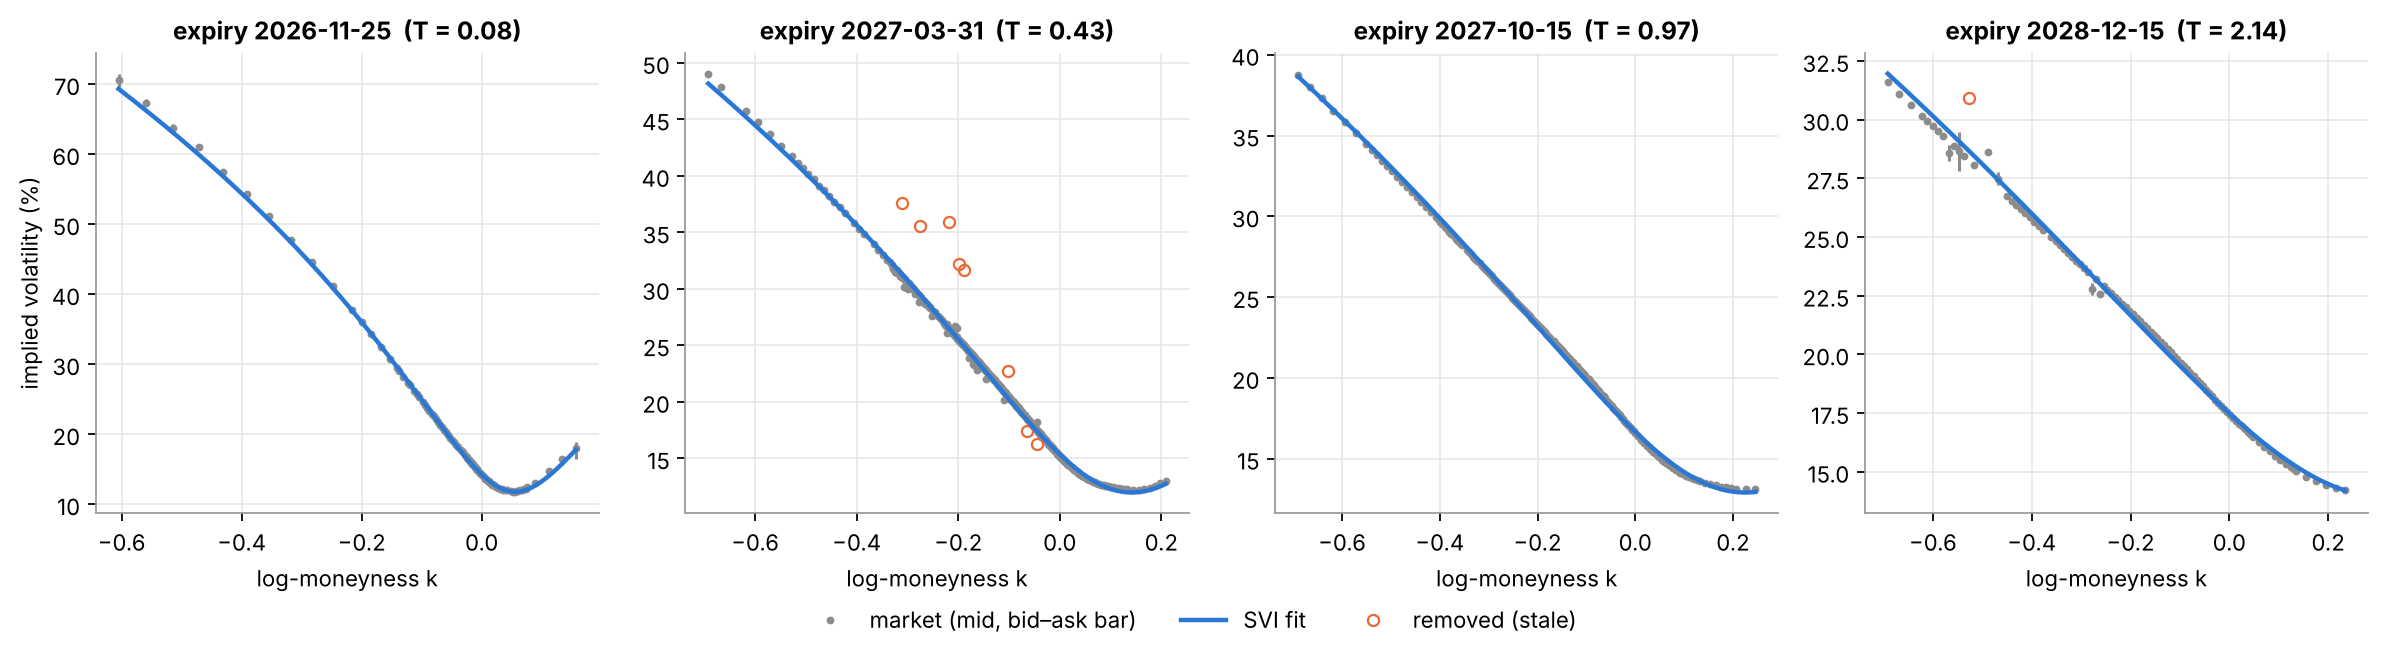 expiry 2026-11-25 (T = 0.08)
expiry 2027-03-31 (T = 0.43)
expiry 2027-10-15 (T = 0.97)
expiry 2028-12-15 (T = 2.14)
implied volatility (%)
70
60
50
40
30
20
10
−0.6 −0.4 −0.2 0.0
log-moneyness k
50
45
40
35
30
25
20
15
−0.6 −0.4 −0.2 0.0 0.2
log-moneyness k
40
35
30
25
20
15
−0.6 −0.4 −0.2 0.0 0.2
log-moneyness k
32.5
30.0
27.5
25.0
22.5
20.0
17.5
15.0
−0.6 −0.4 −0.2 0.0 0.2
log-moneyness k
market (mid, bid–ask bar)
SVI fit
removed (stale)